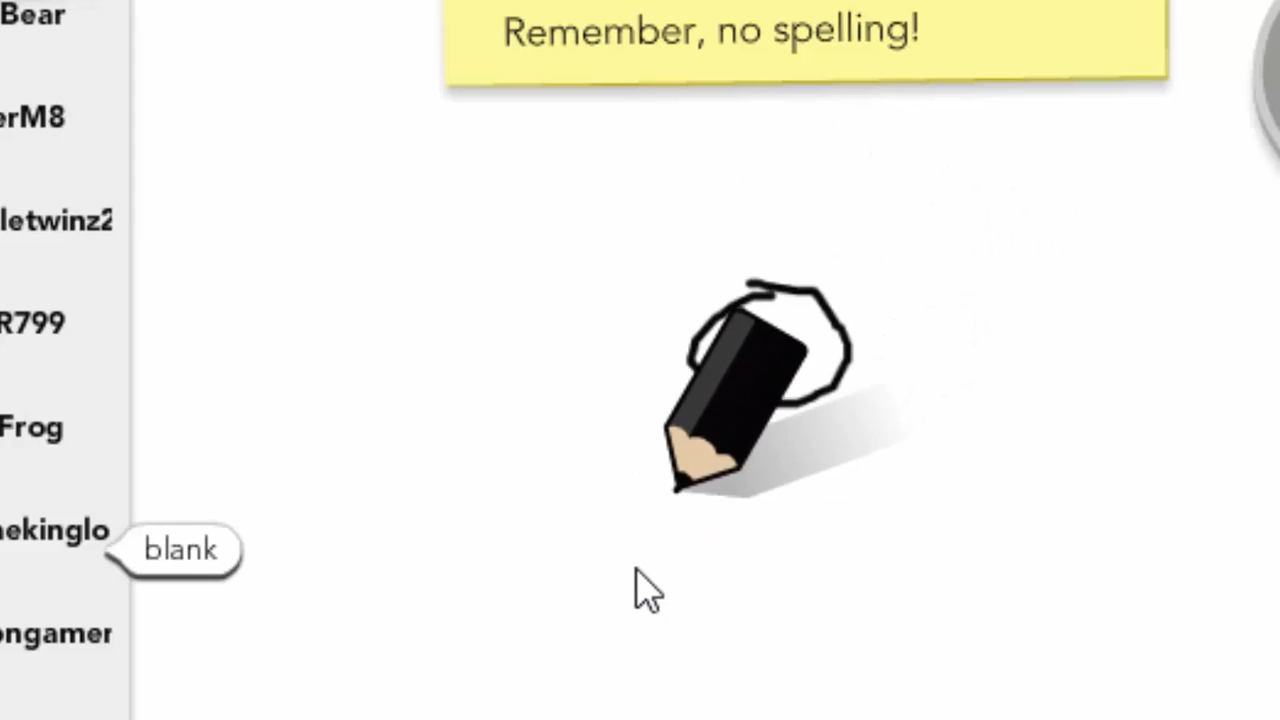 Bear
Remember, no spelling!
erM8
letwinz2
R799
Frog
ekinglo
blank
ongamer